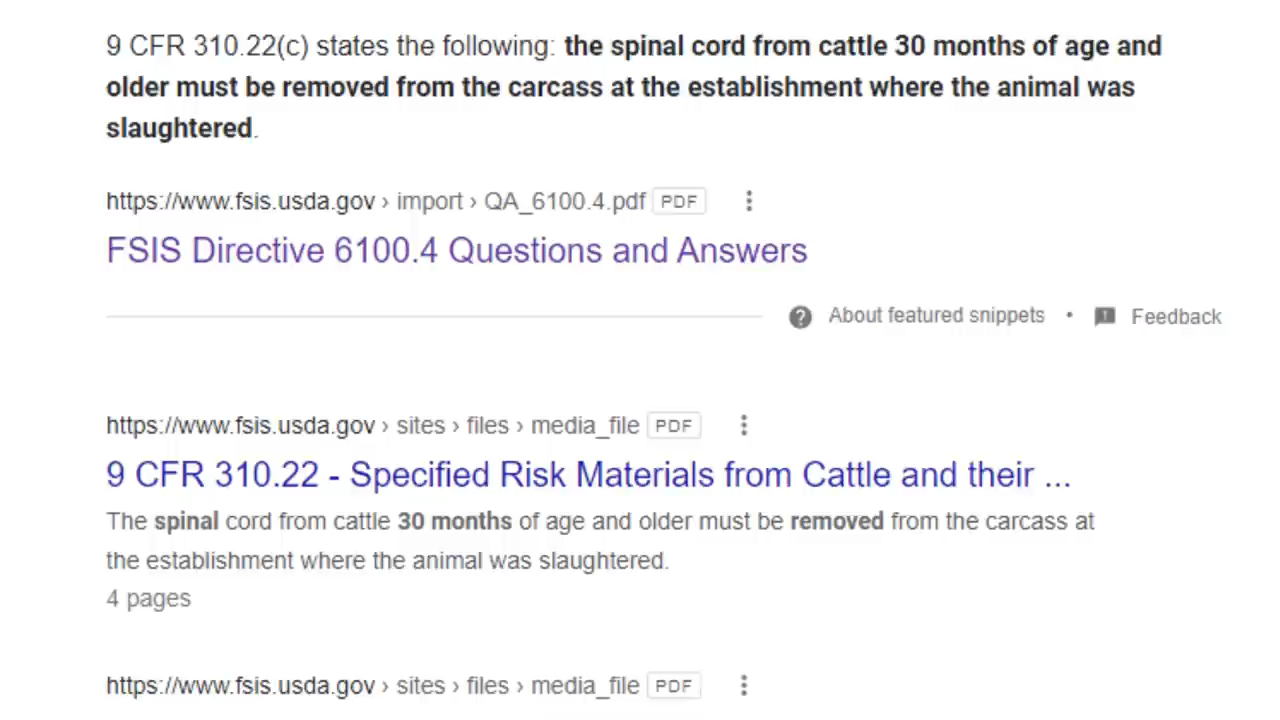 9 CFR 310.22(c) states the following: the spinal cord from cattle 30 months of age and
older must be removed from the carcass at the establishment where the animal was
slaughtered.
https://www.fsis.usda.gov › import › QA_6100.4.pdf PDF
FSIS Directive 6100.4 Questions and Answers
About featured snippets • Feedback
https://www.fsis.usda.gov › sites › files › media_file PDF
9 CFR 310.22 - Specified Risk Materials from Cattle and their ...
The spinal cord from cattle 30 months of age and older must be removed from the carcass at
the establishment where the animal was slaughtered.
4 pages
https://www.fsis.usda.gov › sites › files › media_file PDF